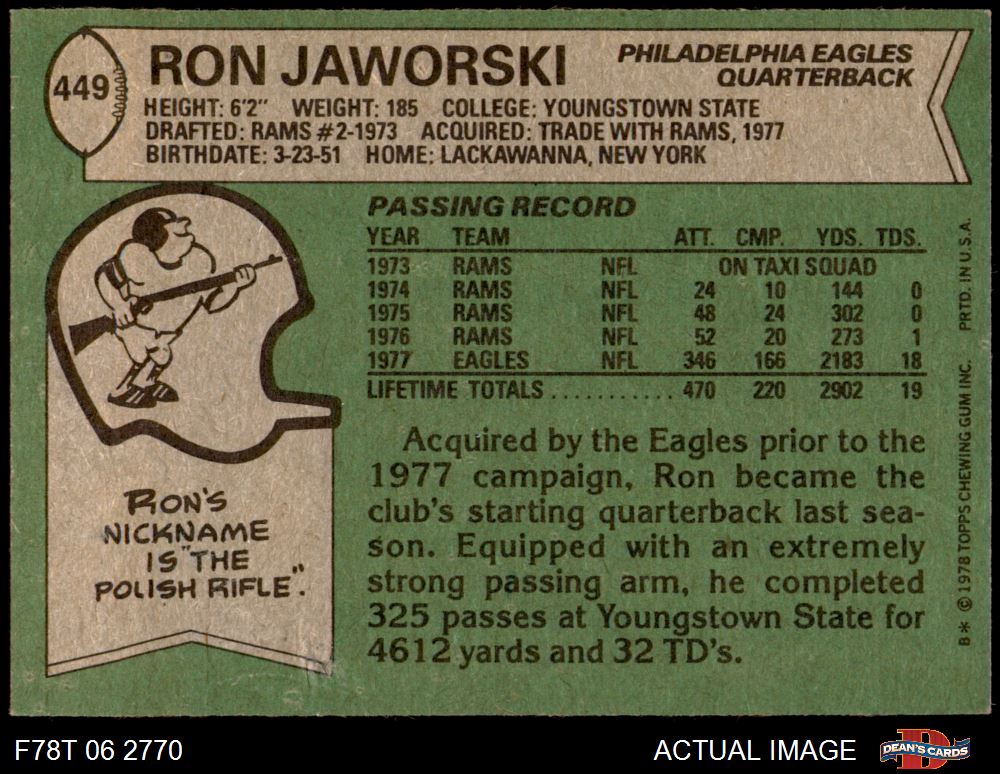 449
RON JAWORSKI
PHILADELPHIA EAGLES
QUARTERBACK
HEIGHT: 6'2" WEIGHT: 185 COLLEGE: YOUNGSTOWN STATE
DRAFTED: RAMS #2-1973 ACQUIRED: TRADE WITH RAMS, 1977
BIRTHDATE: 3-23-51 HOME: LACKAWANNA, NEW YORK
PASSING RECORD
YEAR TEAM ATT. CMP. YDS. TDS.
1973 RAMS NFL ON TAXI SQUAD
1974 RAMS NFL 24 10 144 0
1975 RAMS NFL 48 24 302 0
1976 RAMS NFL 52 20 273 1
1977 EAGLES NFL 346 166 2183 18
LIFETIME TOTALS ........... 470 220 2902 19
Acquired by the Eagles prior to the
1977 campaign, Ron became the
club's starting quarterback last sea-
son. Equipped with an extremely
strong passing arm, he completed
325 passes at Youngstown State for
4612 yards and 32 TD's.
RON'S
NICKNAME
IS "THE
POLISH RIFLE".
B* © 1978 TOPPS CHEWING GUM INC. PRTD. IN U.S.A.
F78T 06 2770
ACTUAL IMAGE
DEAN'S CARDS